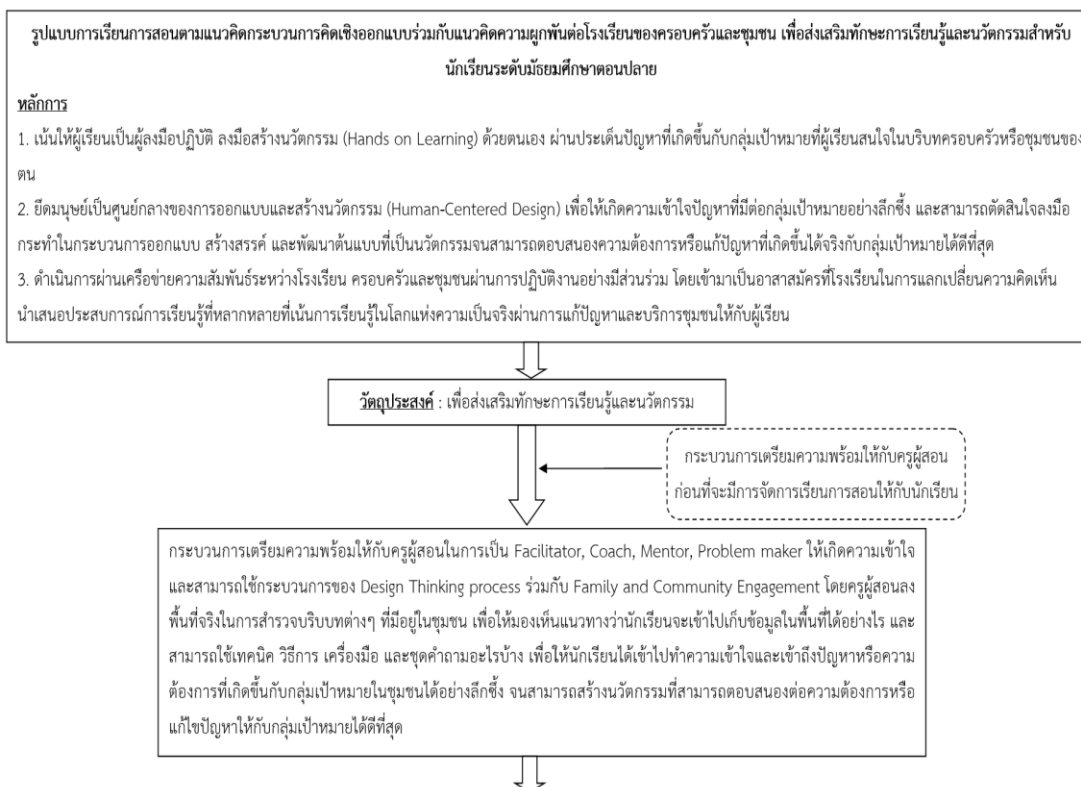 รูปแบบการเรียนการสอนตามแนวคิดกระบวนการคิดเชิงออกแบบร่วมกับแนวคิดความผูกพันต่อโรงเรียนของครอบครัวและชุมชน เพื่อส่งเสริมทักษะการเรียนรู้และนวัตกรรมสำหรับ
นักเรียนระดับมัธยมศึกษาตอนปลาย
หลักการ
1. เน้นให้ผู้เรียนเป็นผู้ลงมือปฏิบัติ ลงมือสร้างนวัตกรรม (Hands on Learning) ด้วยตนเอง ผ่านประเด็นปัญหาที่เกิดขึ้นกับกลุ่มเป้าหมายที่ผู้เรียนสนใจในบริบทครอบครัวหรือชุมชนของ
ตน
2. ยึดมนุษย์เป็นศูนย์กลางของการออกแบบและสร้างนวัตกรรม (Human-Centered Design) เพื่อให้เกิดความเข้าใจปัญหาที่มีต่อกลุ่มเป้าหมายอย่างลึกซึ้ง และสามารถตัดสินใจลงมือ
กระทำในกระบวนการออกแบบ สร้างสรรค์ และพัฒนาต้นแบบที่เป็นนวัตกรรมจนสามารถตอบสนองความต้องการหรือแก้ปัญหาที่เกิดขึ้นได้จริงกับกลุ่มเป้าหมายได้ดีที่สุด
3. ดำเนินการผ่านเครือข่ายความสัมพันธ์ระหว่างโรงเรียน ครอบครัวและชุมชนผ่านการปฏิบัติงานอย่างมีส่วนร่วม โดยเข้ามาเป็นอาสาสมัครที่โรงเรียนในการแลกเปลี่ยนความคิดเห็น
นำเสนอประสบการณ์การเรียนรู้ที่หลากหลายที่เน้นการเรียนรู้ในโลกแห่งความเป็นจริงผ่านการแก้ปัญหาและบริการชุมชนให้กับผู้เรียน
วัตถุประสงค์ : เพื่อส่งเสริมทักษะการเรียนรู้และนวัตกรรม
กระบวนการเตรียมความพร้อมให้กับครูผู้สอน
ก่อนที่จะมีการจัดการเรียนการสอนให้กับนักเรียน
กระบวนการเตรียมความพร้อมให้กับครูผู้สอนในการเป็น Facilitator, Coach, Mentor, Problem maker ให้เกิดความเข้าใจ
และสามารถใช้กระบวนการของ Design Thinking process ร่วมกับ Family and Community Engagement โดยครูผู้สอนลง
พื้นที่จริงในการสำรวจบริบทต่างๆ ที่มีอยู่ในชุมชน เพื่อให้มองเห็นแนวทางว่านักเรียนจะเข้าไปเก็บข้อมูลในพื้นที่ได้อย่างไร และ
สามารถใช้เทคนิค วิธีการ เครื่องมือ และชุดคำถามอะไรบ้าง เพื่อให้นักเรียนได้เข้าไปทำความเข้าใจและเข้าถึงปัญหาหรือความ
ต้องการที่เกิดขึ้นกับกลุ่มเป้าหมายในชุมชนได้อย่างลึกซึ้ง จนสามารถสร้างนวัตกรรมที่สามารถตอบสนองต่อความต้องการหรือ
แก้ไขปัญหาให้กับกลุ่มเป้าหมายได้ดีที่สุด